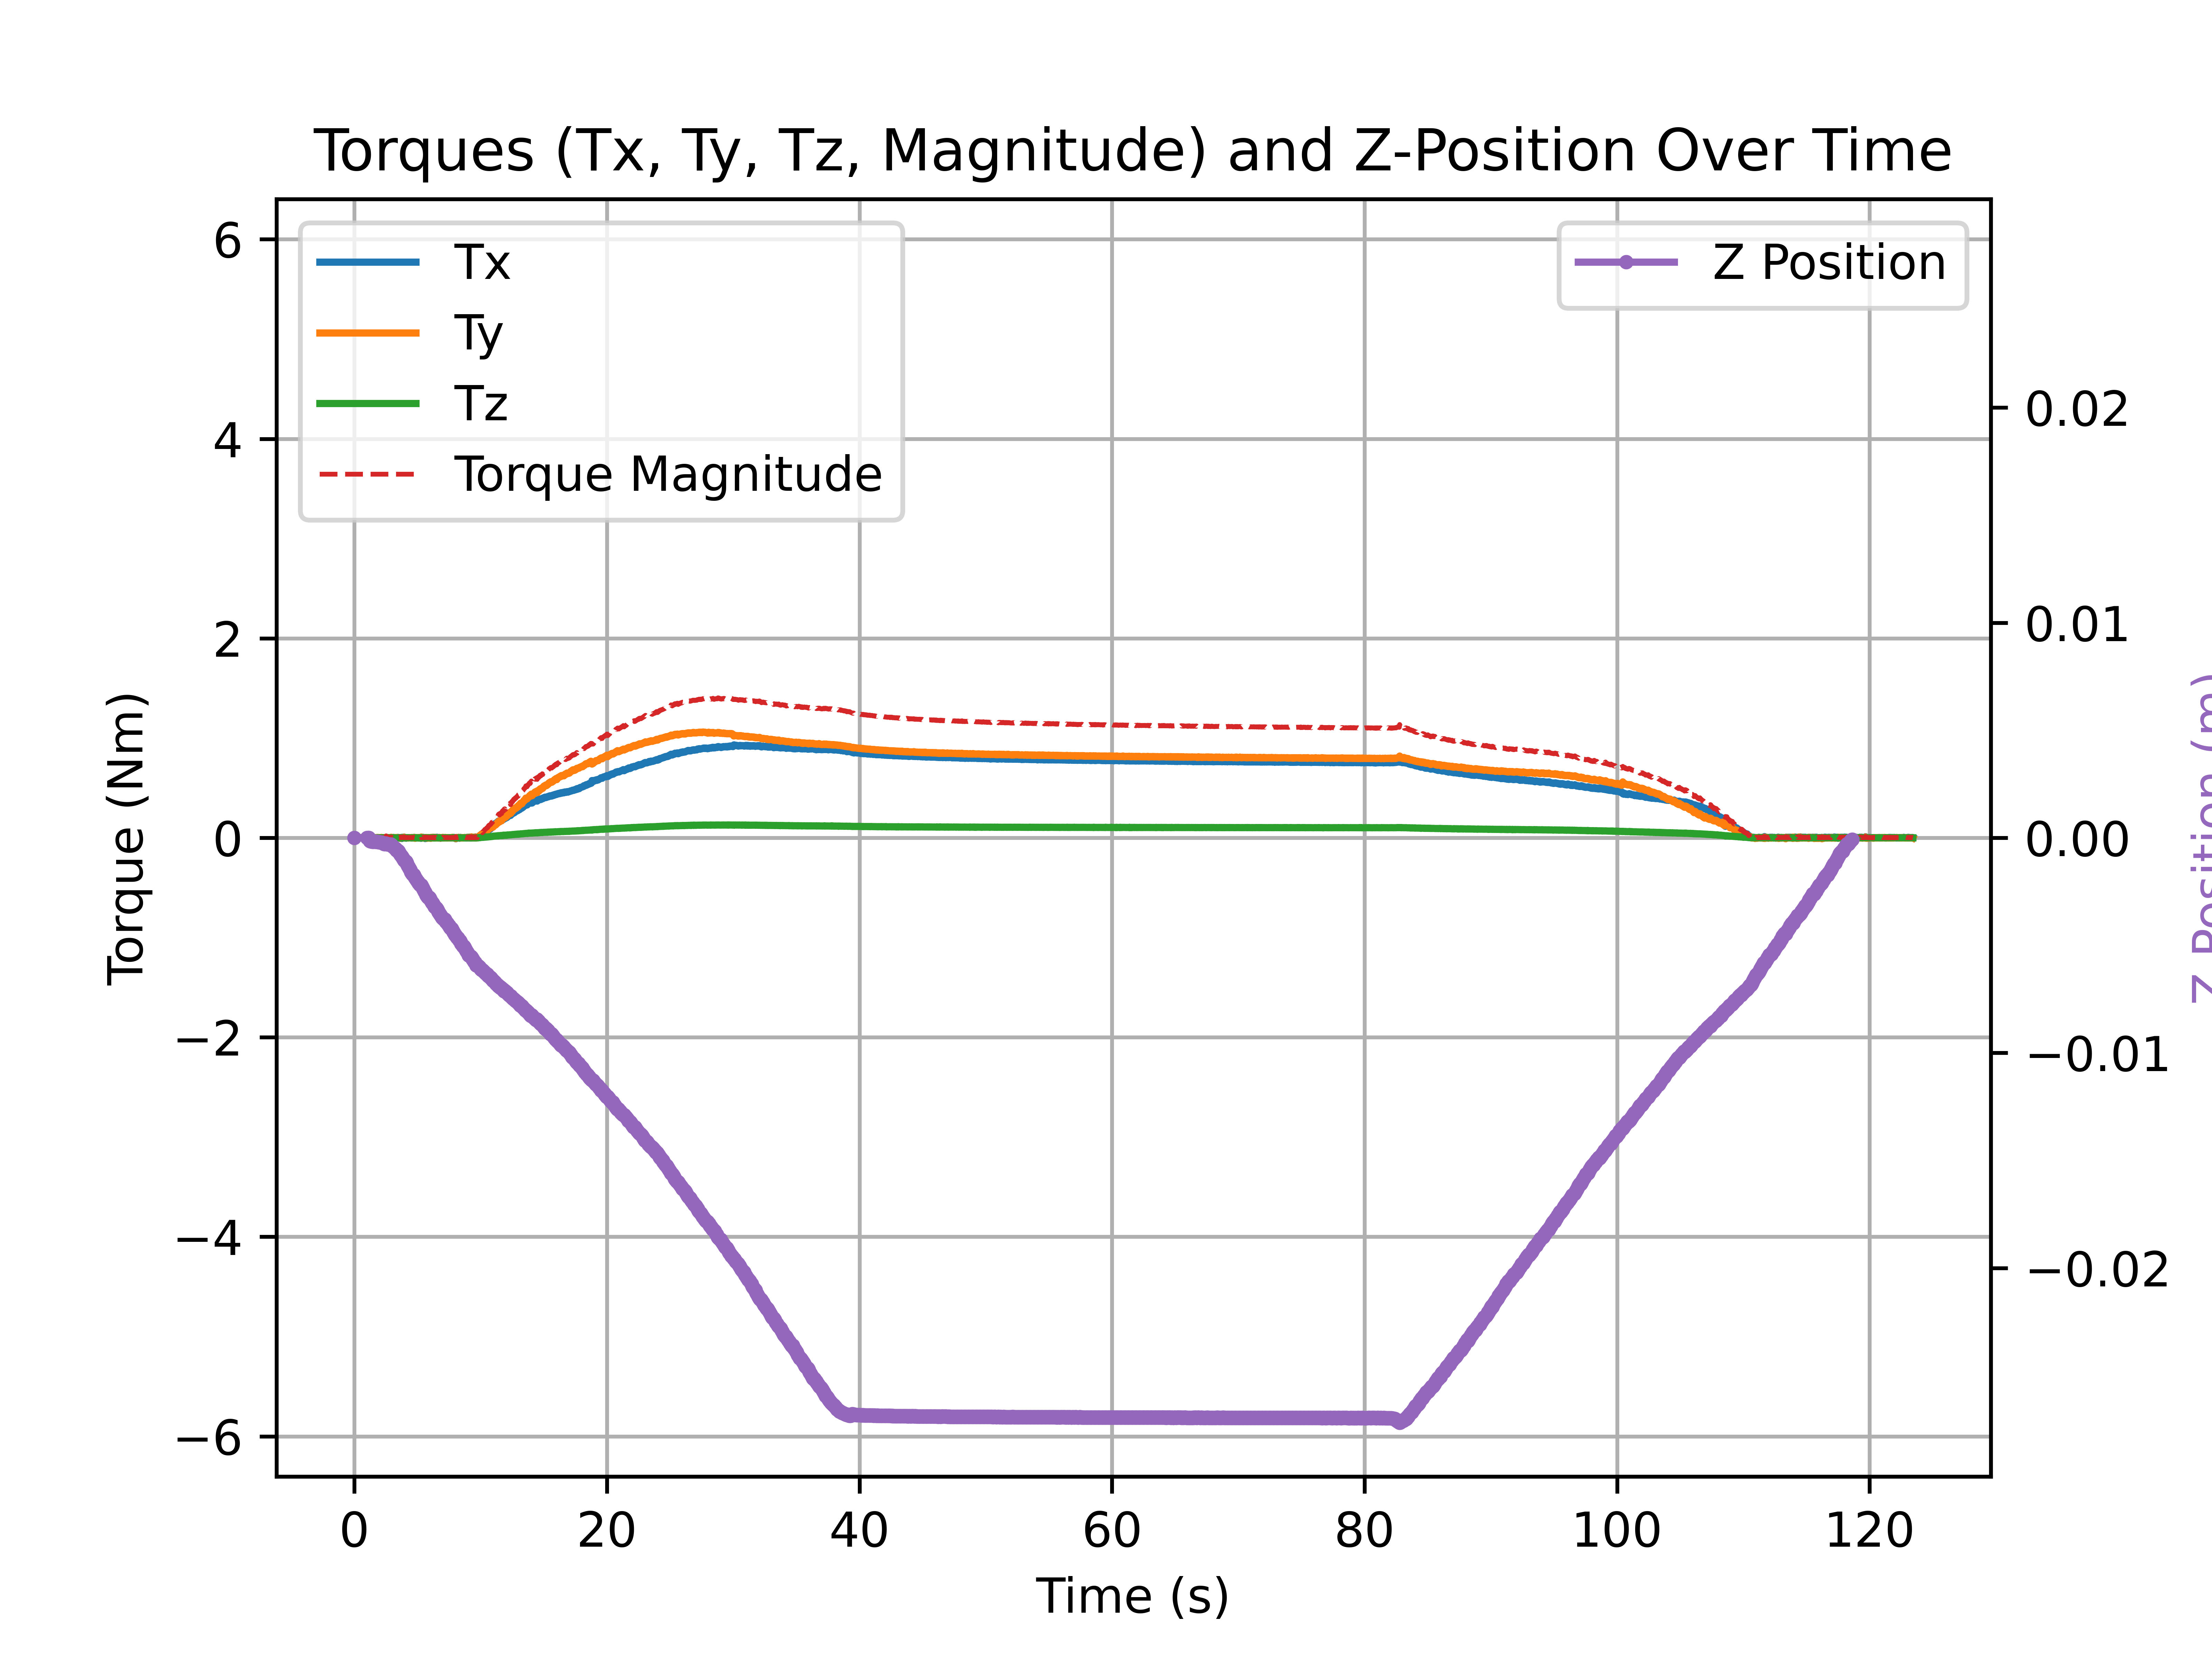 Torques (Tx, Ty, Tz, Magnitude) and Z-Position Over Time
Tx
Ty
Tz
Torque Magnitude
Z Position
6
4
2
0
−2
−4
−6
Torque (Nm)
0.02
0.01
0.00
−0.01
−0.02
Z Position (m)
0 20 40 60 80 100 120
Time (s)